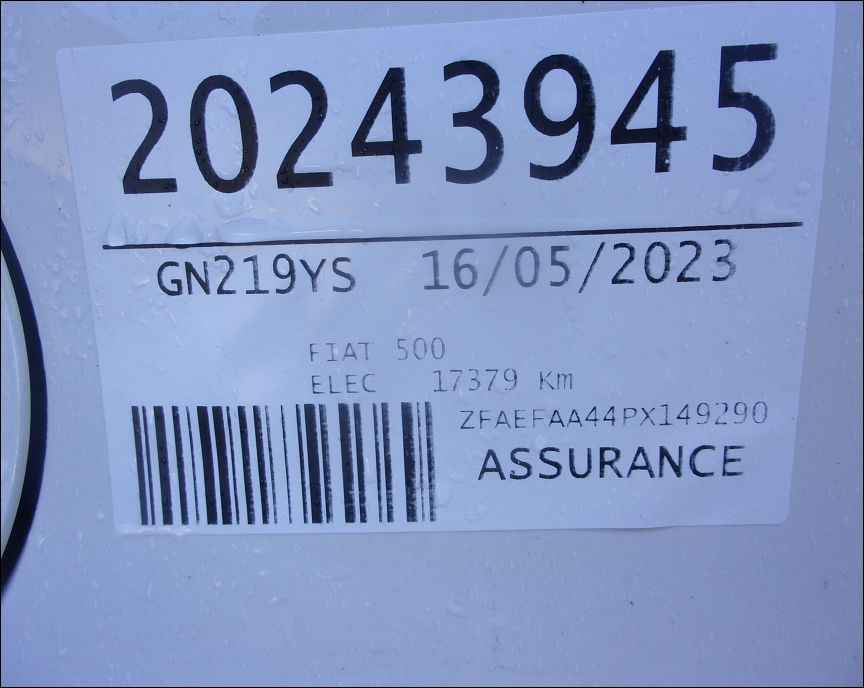 20243945
GN219YS 16/05/2023
FIAT 500
ELEC 17379 Km
ZFAEFAA44PX149290
ASSURANCE